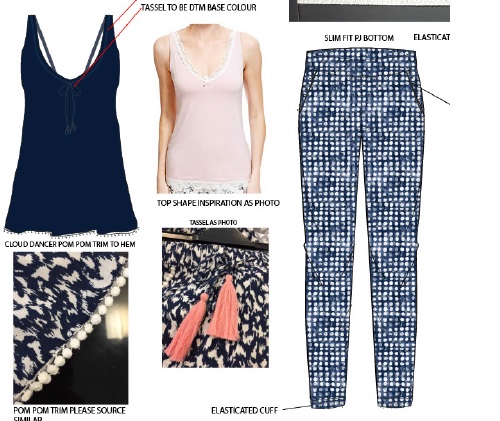 TASSEL TO BE DTM BASE COLOUR
SLIM FIT PJ BOTTOM
ELASTICAT
TOP SHAPE INSPIRATION AS PHOTO
TASSEL AS PHOTO
CLOUD DANCER POM POM TRIM TO HEM
ELASTICATED CUFF
POM POM TRIM PLEASE SOURCE
SIMILAR